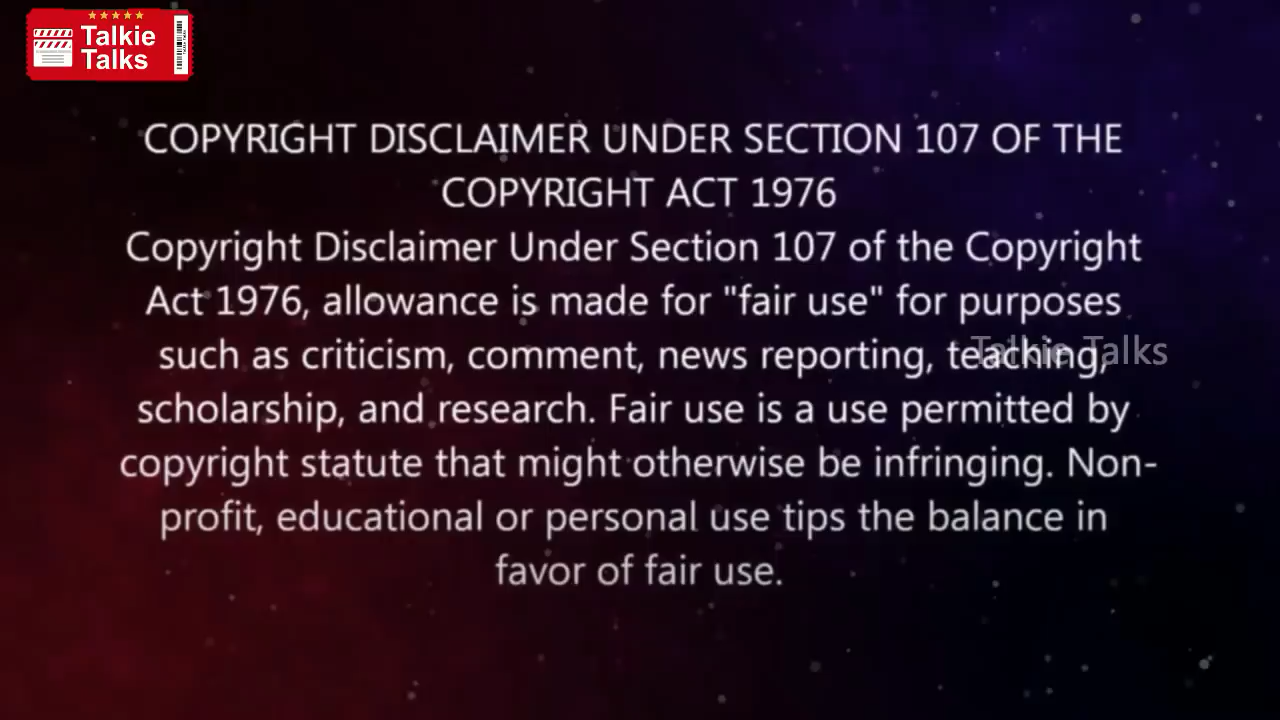 Talkie
Talks
COPYRIGHT DISCLAIMER UNDER SECTION 107 OF THE
COPYRIGHT ACT 1976
Copyright Disclaimer Under Section 107 of the Copyright
Act 1976, allowance is made for "fair use" for purposes
such as criticism, comment, news reporting, teaching,
Talkie Talks
scholarship, and research. Fair use is a use permitted by
copyright statute that might otherwise be infringing. Non-
profit, educational or personal use tips the balance in
favor of fair use.